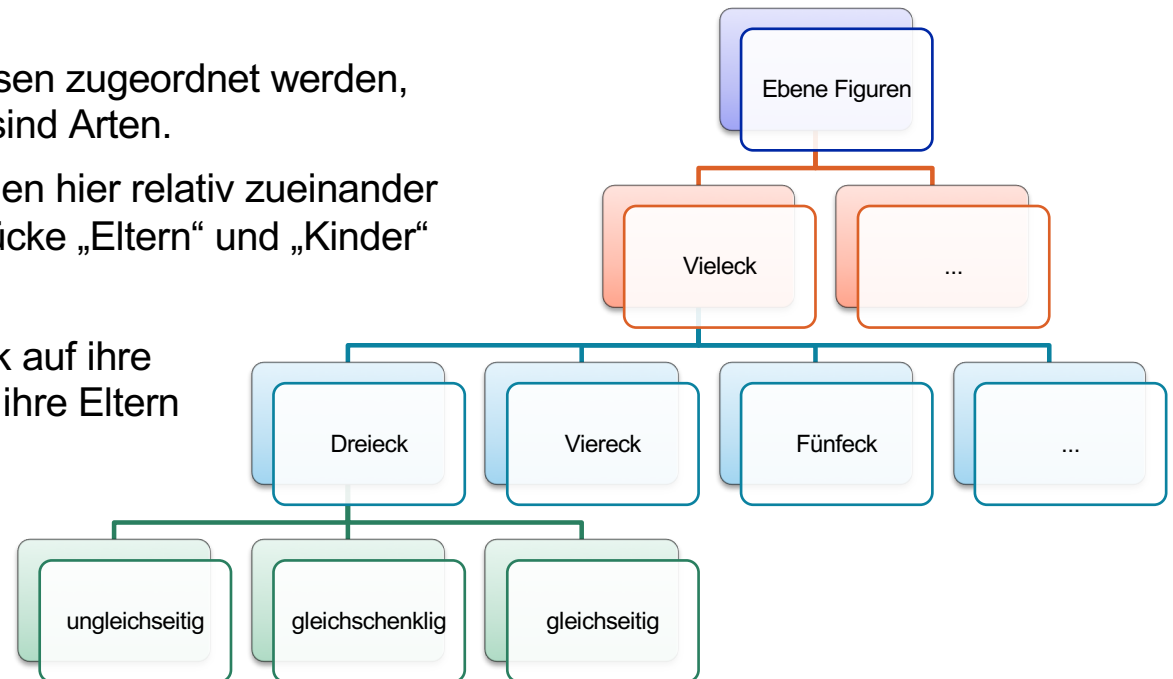 sen zugeordnet werden,
sind Arten.
en hier relativ zueinander
ücke „Eltern“ und „Kinder“
k auf ihre
ihre Eltern
Ebene Figuren
Vieleck
...
Dreieck
Viereck
Fünfeck
...
ungleichseitig
gleichschenklig
gleichseitig